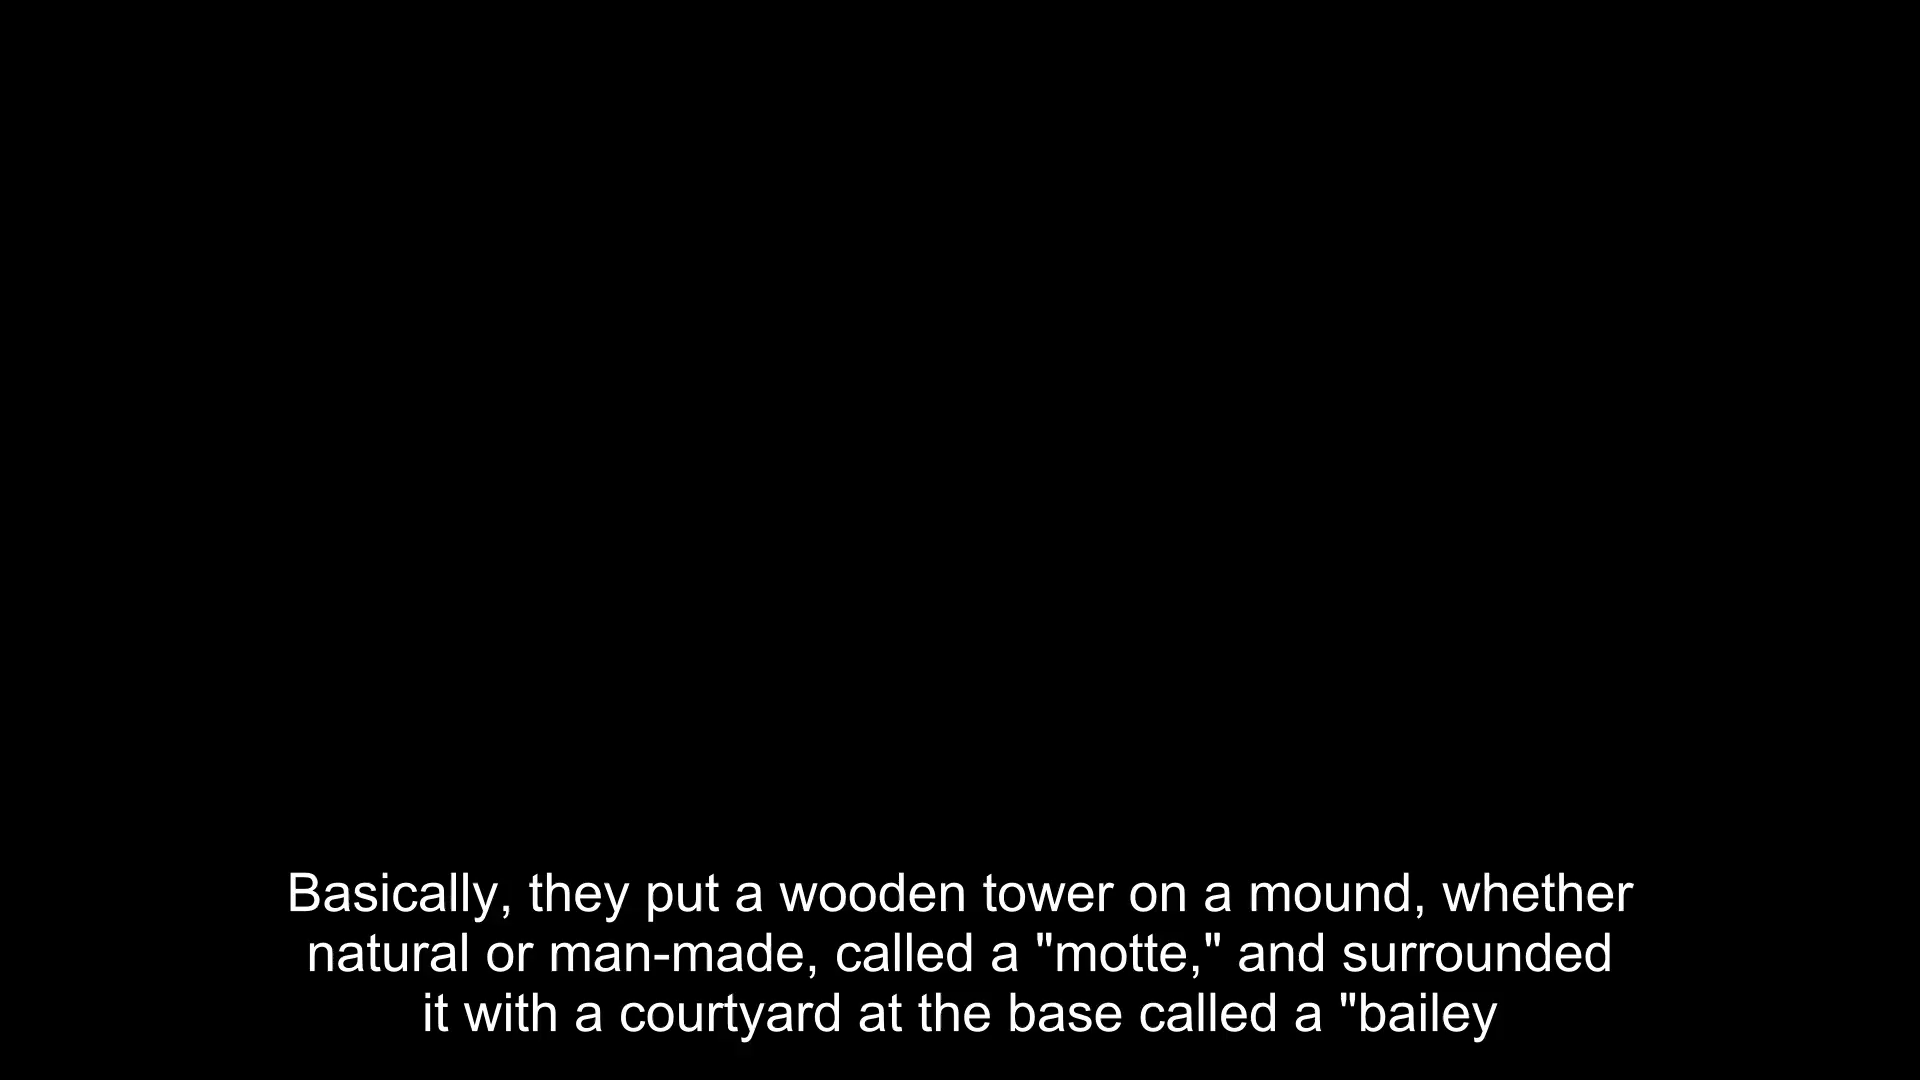 Basically, they put a wooden tower on a mound, whether
natural or man-made, called a "motte," and surrounded
it with a courtyard at the base called a "bailey